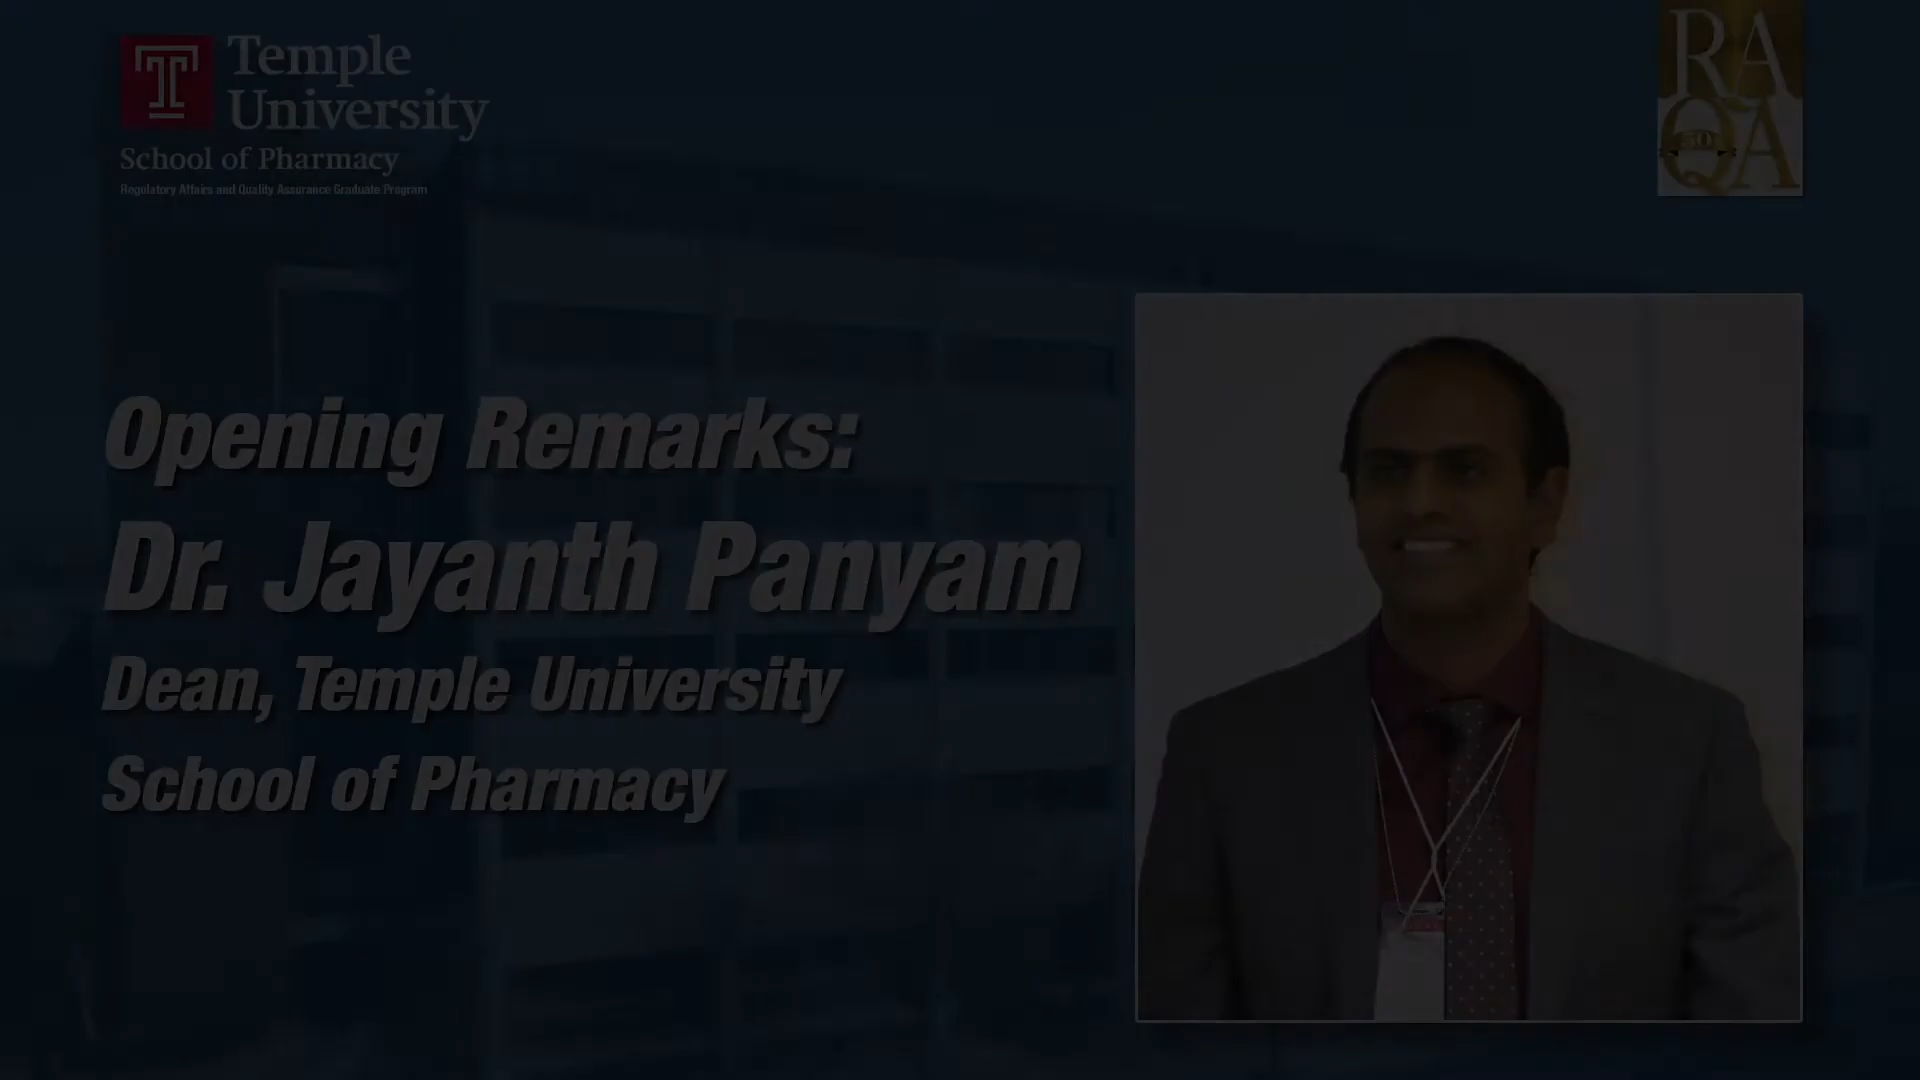 Temple
University
School of Pharmacy
Regulatory Affairs and Quality Assurance Graduate Program
RA
50
QA
Opening Remarks:
Dr. Jayanth Panyam
Dean, Temple University
School of Pharmacy